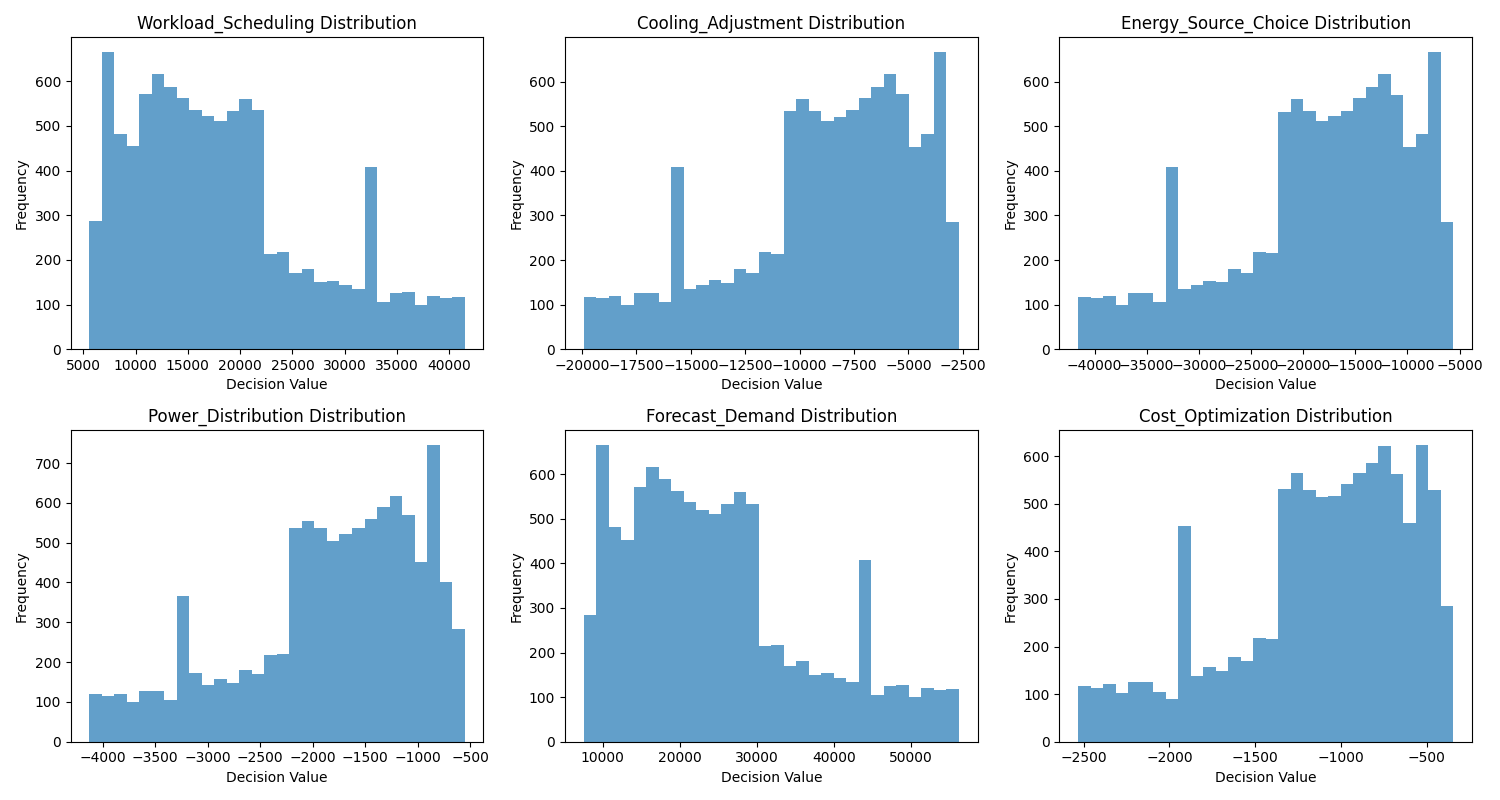 Workload_Scheduling Distribution
Frequency
600
500
400
300
200
100
0
5000 10000 15000 20000 25000 30000 35000 40000
Decision Value
Cooling_Adjustment Distribution
Frequency
600
500
400
300
200
100
0
−20000 −17500 −15000 −12500 −10000 −7500 −5000 −2500
Decision Value
Energy_Source_Choice Distribution
Frequency
600
500
400
300
200
100
0
−40000 −35000 −30000 −25000 −20000 −15000 −10000 −5000
Decision Value
Power_Distribution Distribution
Frequency
700
600
500
400
300
200
100
0
−4000 −3500 −3000 −2500 −2000 −1500 −1000 −500
Decision Value
Forecast_Demand Distribution
Frequency
600
500
400
300
200
100
0
10000 20000 30000 40000 50000
Decision Value
Cost_Optimization Distribution
Frequency
600
500
400
300
200
100
0
−2500 −2000 −1500 −1000 −500
Decision Value